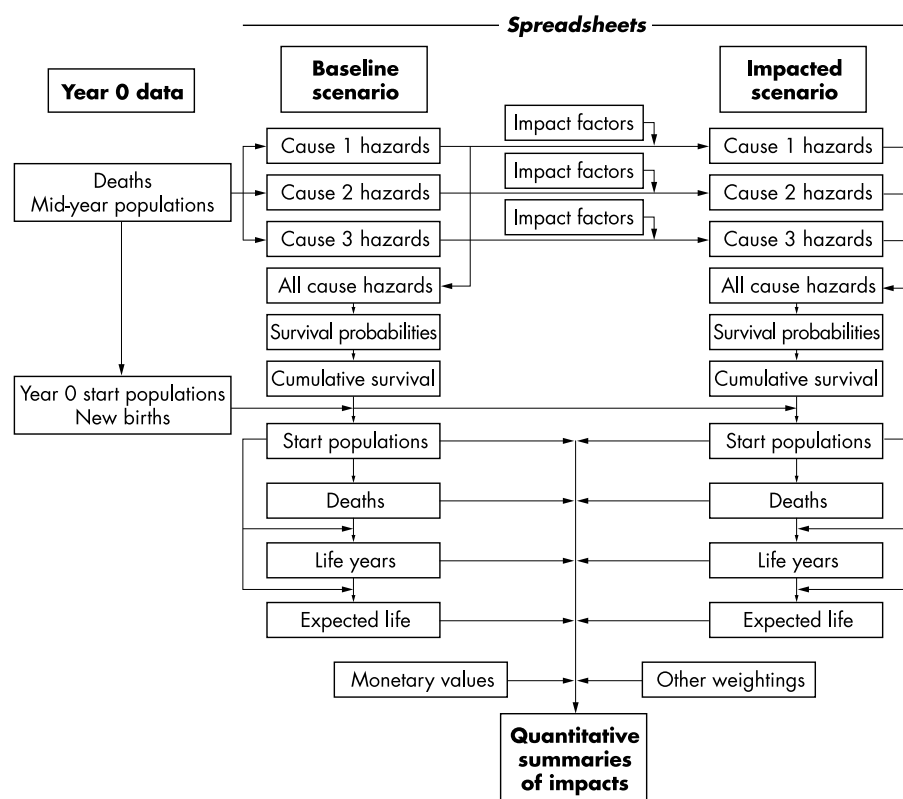 Spreadsheets
Year 0 data
Baseline
scenario
Impacted
scenario
Deaths
Mid-year populations
Cause 1 hazards
Impact factors
Cause 1 hazards
Cause 2 hazards
Impact factors
Cause 2 hazards
Cause 3 hazards
Impact factors
Cause 3 hazards
All cause hazards
All cause hazards
Survival probabilities
Survival probabilities
Cumulative survival
Cumulative survival
Year 0 start populations
New births
Start populations
Start populations
Deaths
Deaths
Life years
Life years
Expected life
Expected life
Monetary values
Other weightings
Quantitative
summaries
of impacts